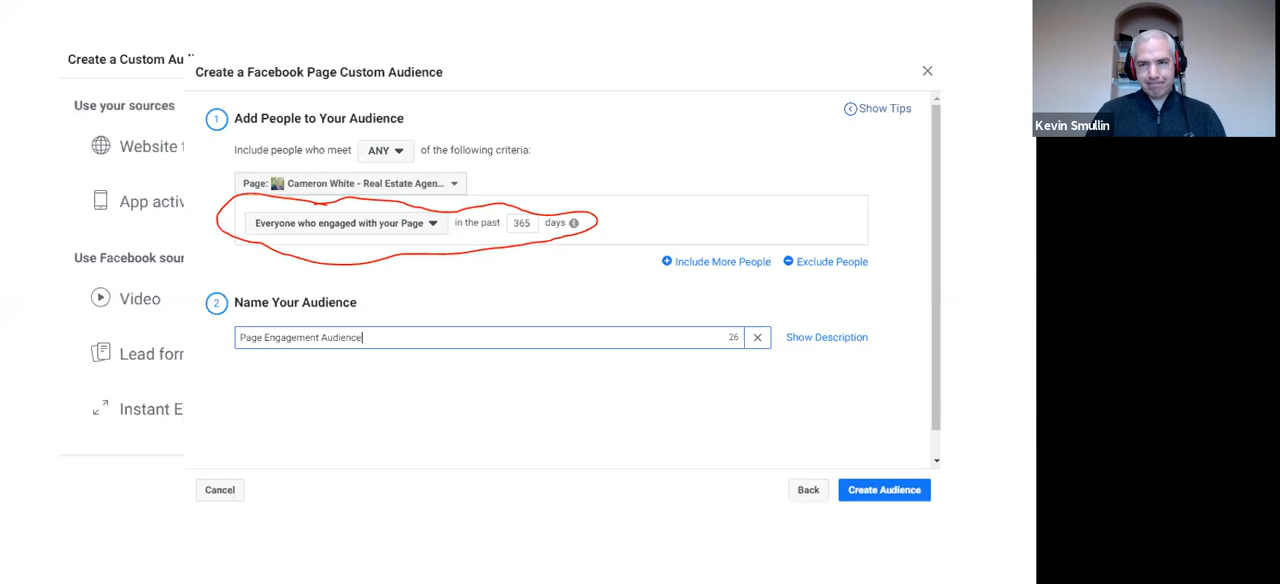 Create a Custom Au
Create a Facebook Page Custom Audience
Use your sources
Website t
App activ
Use Facebook sour
Video
Lead forr
Instant E
1 Add People to Your Audience
Show Tips
Include people who meet ANY of the following criteria:
Page: Cameron White - Real Estate Agen...
Everyone who engaged with your Page in the past 365 days
Include More People Exclude People
2 Name Your Audience
Page Engagement Audience 26 Show Description
Cancel Back Create Audience
Kevin Smullin